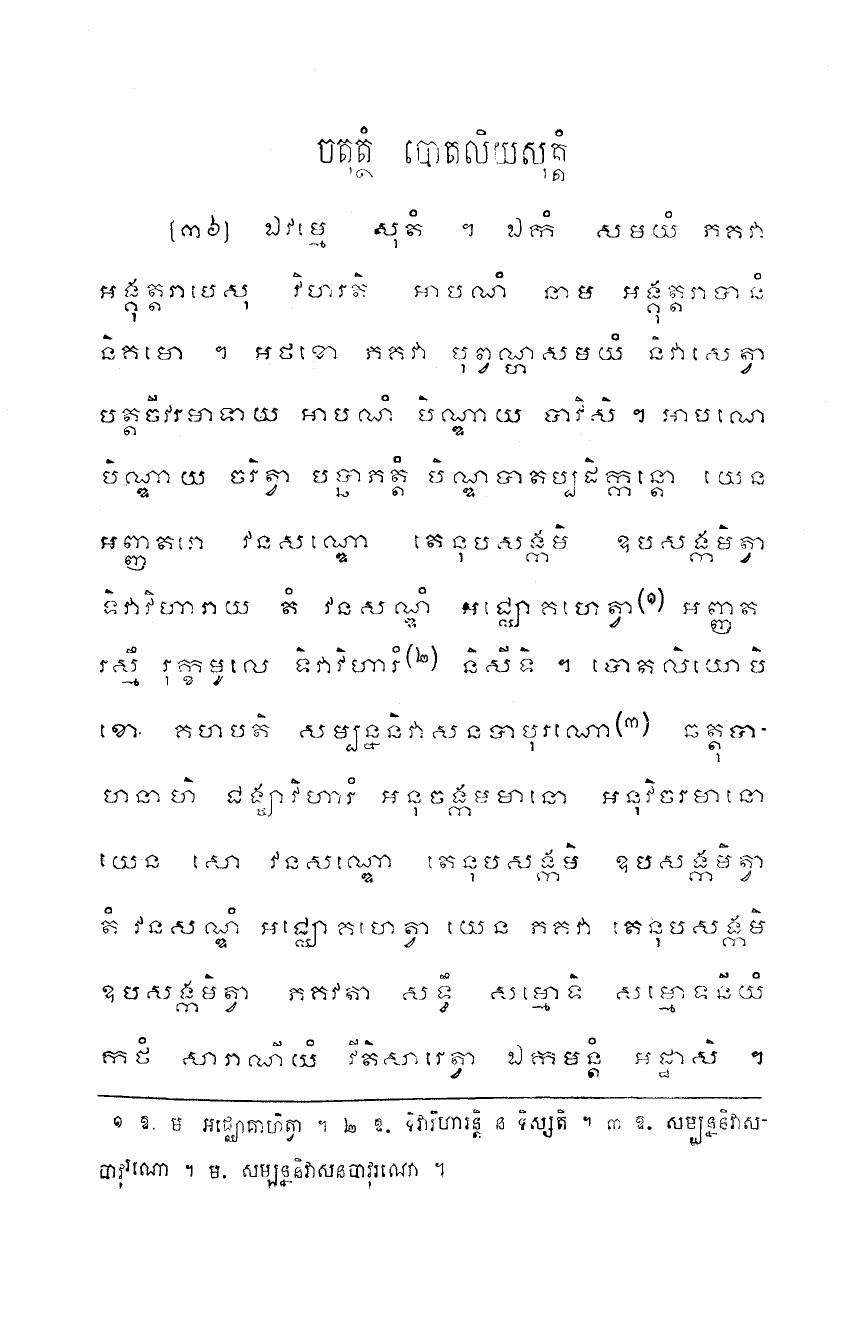 ចតុត្ថំ បោតលិយសុត្តំ
[៣៦] ឯវម្មេ សុតំ ។ ឯកំ សមយំ ភគវា
អង្គុត្តរាបេសុ វិហរតិ អាបណំ នាម អង្គុត្តរាបានំ
និគមោ ។ អថខោ ភគវា បុព្វណ្ហសមយំ និវាសេត្វា
បត្តចីវរមាទាយ អាបណំ បិណ្ឌាយ បាវិសិ ។ អាបណេ
បិណ្ឌាយ ចរិត្វា បច្ឆាភត្តំ បិណ្ឌបាតប្បដិក្កន្តោ យេន
អញ្ញតរោ វនសណ្ឌោ តេនុបសង្កមិ ឧបសង្កមិត្វា
ទិវាវិហារាយ តំ វនសណ្ឌំ អជ្ឈោគហេត្វា(១) អញ្ញត
រស្មឹ រុក្ខមូលេ ទិវាវិហារំ(២) និសីទិ ។ បោតលិយោបិ
ខោ គហបតិ សម្បន្ននិវាសនបាបុរណោ(៣) ឆត្តុបា-
ហនាហិ ជង្ឃាវិហារំ អនុចង្កមមានោ អនុវិចរមានោ
យេន សោ វនសណ្ឌោ តេនុបសង្កមិ ឧបសង្កមិត្វា
តំ វនសណ្ឌំ អជ្ឈោគហេត្វា យេន ភគវា តេនុបសង្កមិ
ឧបសង្កមិត្វា ភគវតា សទ្ធឹ សម្មោទិ សម្មោទនីយំ
កថំ សារាណីយំ វីតិសារេត្វា ឯកមន្តំ អដ្ឋាសិ ។
១ ឱ. ម អជ្ឈោគាហិត្វា ។ ២ ឱ. ទិវាវិហារន្តិ ន ទិស្សតិ ។ ៣ ឱ. សម្បន្ននិវាស-
បាវុរណោ ។ ម. សម្បន្ននិវាសនបាវុរណោ ។